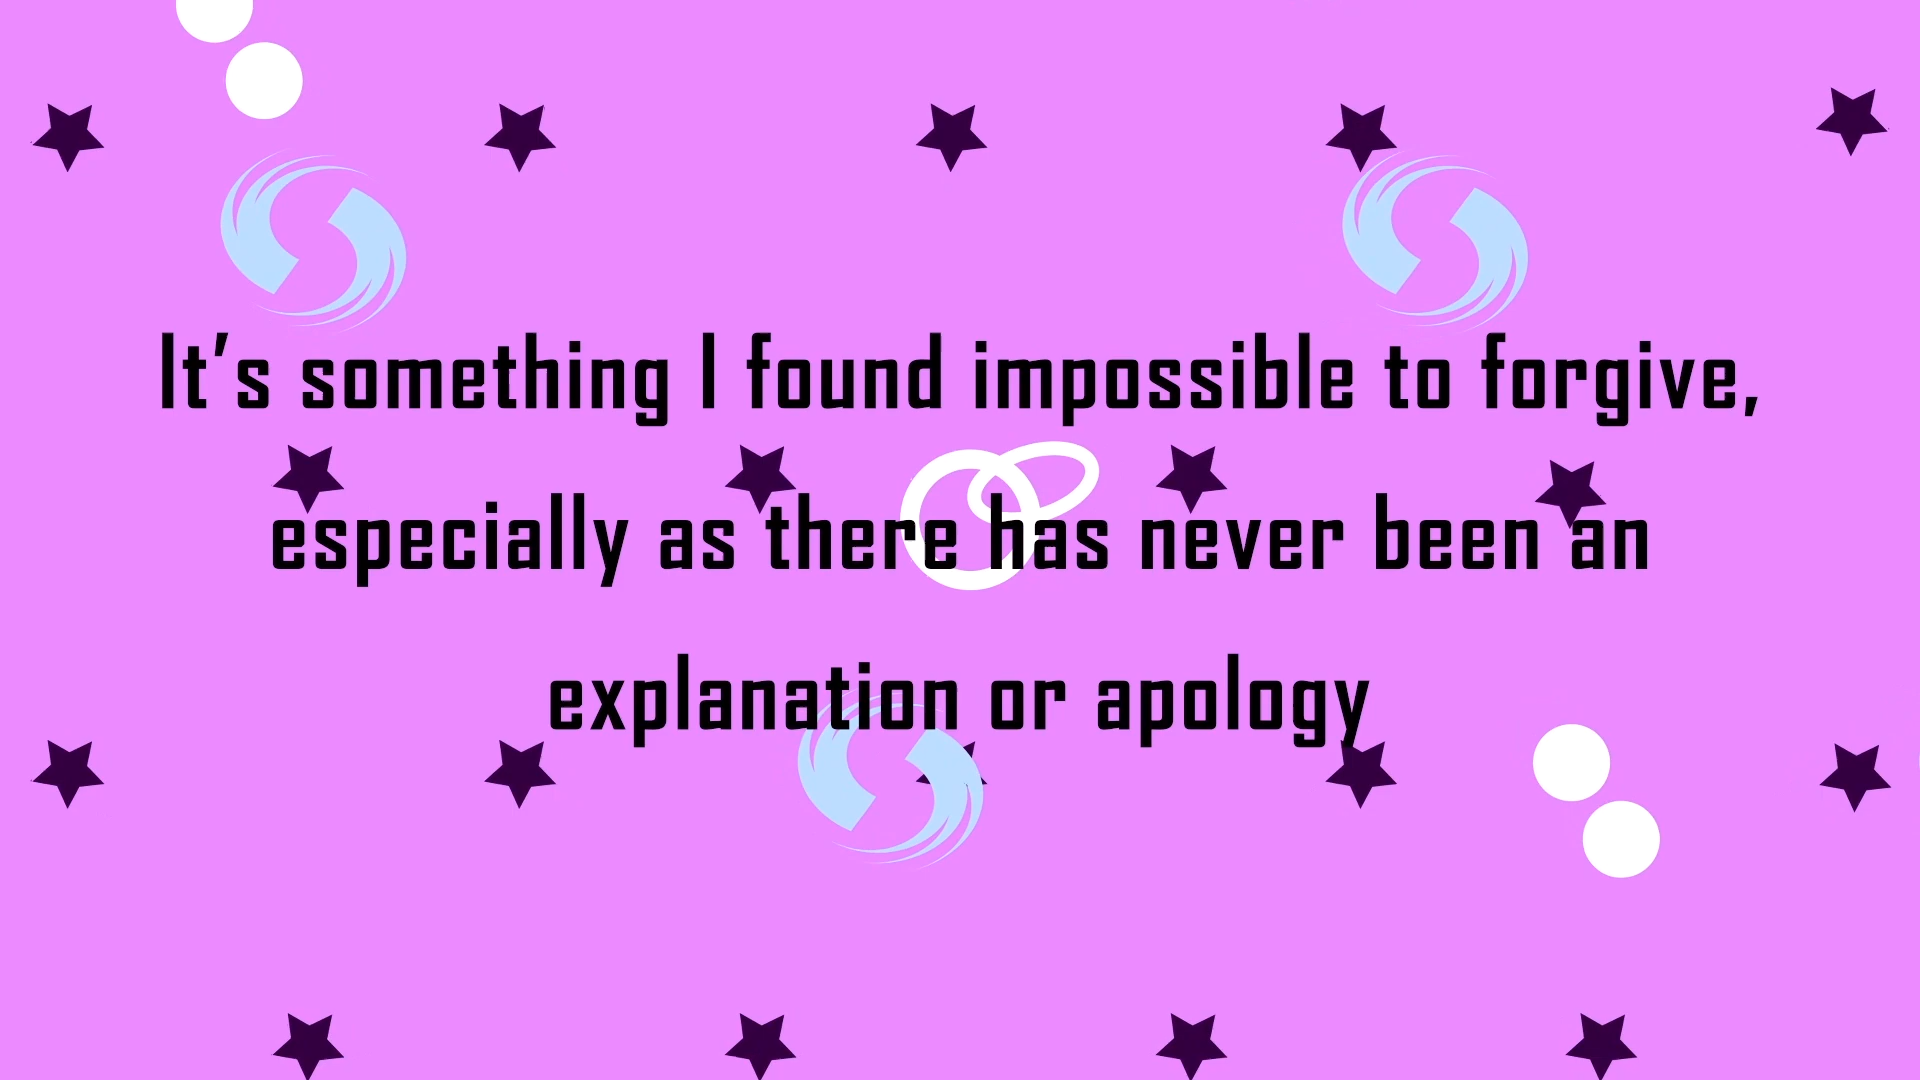 It’s something I found impossible to forgive,
especially as there has never been an
explanation or apology